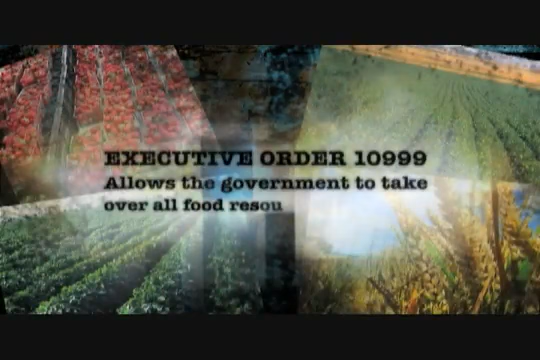 EXECUTIVE ORDER 10999
Allows the government to take
over all food resou